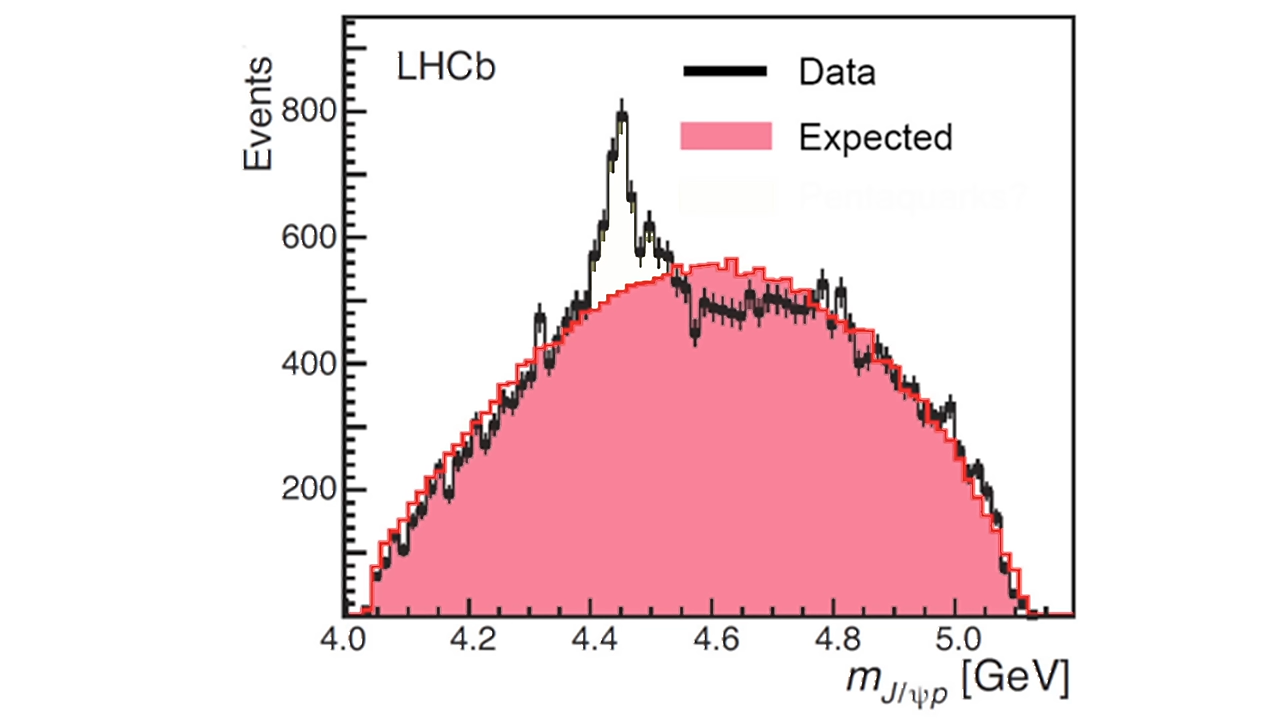 LHCb
Data
Expected
Pentaquarks?
Events
800
600
400
200
4.0 4.2 4.4 4.6 4.8 5.0
m_{J/ψp} [GeV]